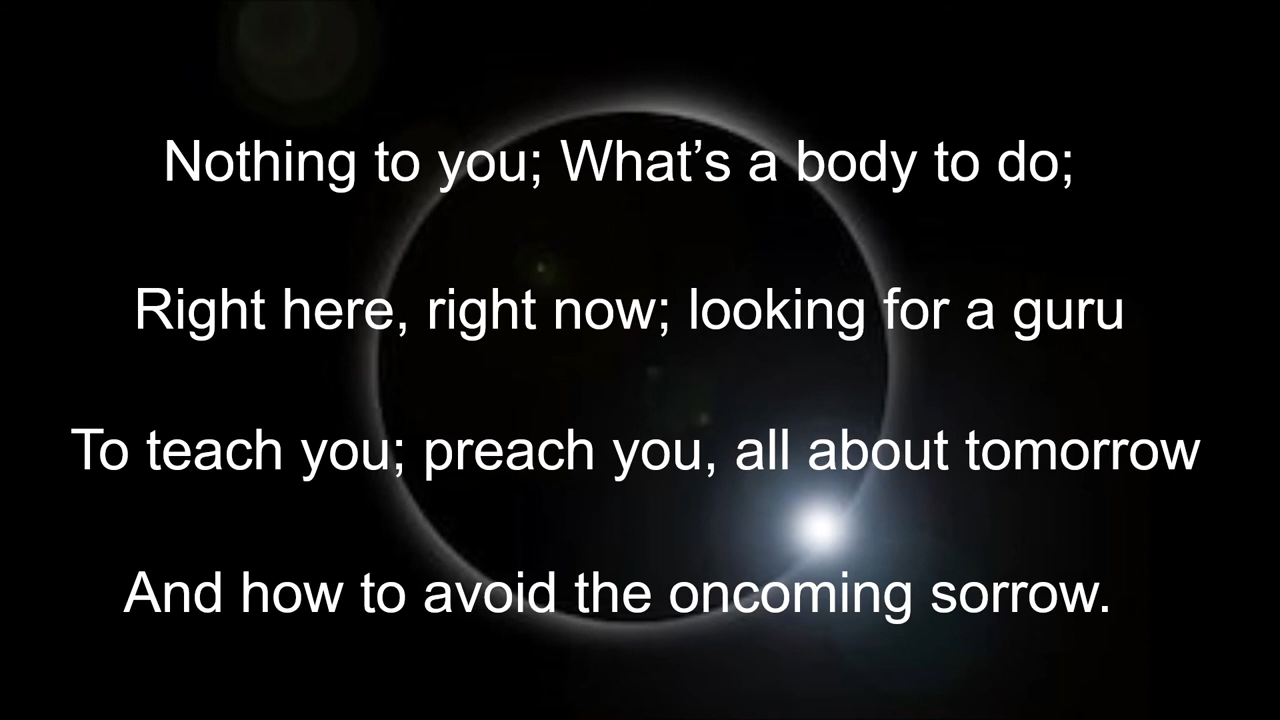 Nothing to you; What’s a body to do;
Right here, right now; looking for a guru
To teach you; preach you, all about tomorrow
And how to avoid the oncoming sorrow.